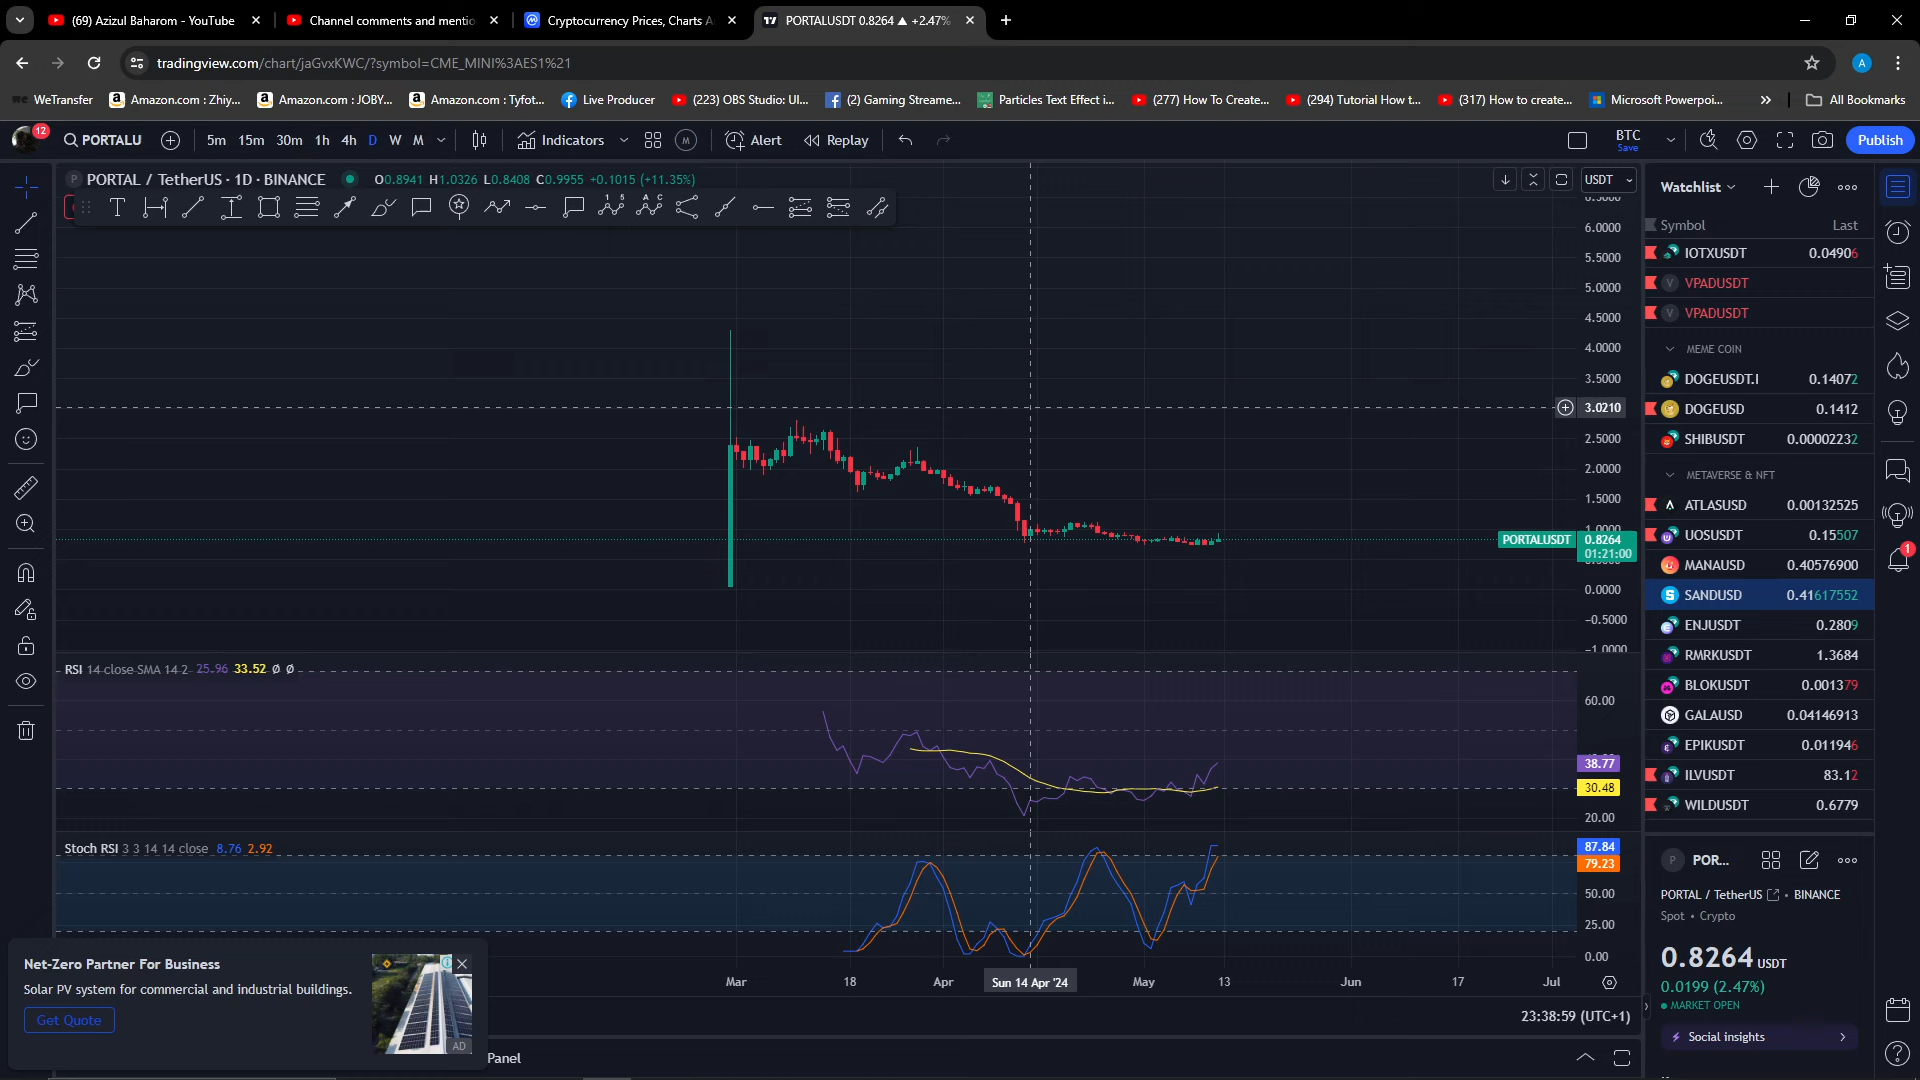 (69) Azizul Baharom - YouTube
Channel comments and mentio
Cryptocurrency Prices, Charts A
PORTALUSDT 0.8264 ▲ +2.47%
tradingview.com/chart/jaGvxKWC/?symbol=CME_MINI%3AES1%21
A
WeTransfer
Amazon.com : Zhiy...
Amazon.com : JOBY...
Amazon.com : Tyfot...
Live Producer
(223) OBS Studio: Ul...
(2) Gaming Streame...
Particles Text Effect i...
(277) How To Create...
(294) Tutorial How t...
(317) How to create...
Microsoft Powerpoi...
»
All Bookmarks
12
PORTALU
5m 15m 30m 1h 4h D W M
Indicators
M
Alert
Replay
BTC
Save
Publish
P PORTAL / TetherUS · 1D · BINANCE
O0.8941 H1.0326 L0.8408 C0.9955 +0.1015 (+11.35%)
USDT
6.0000
5.5000
5.0000
4.5000
4.0000
3.5000
3.0210
2.5000
2.0000
1.5000
1.0000
PORTALUSDT 0.8264
01:21:00
0.0000
−0.5000
−1.0000
RSI 14 close SMA 14 2 25.96 33.52 Ø Ø
60.00
38.77
30.48
20.00
Stoch RSI 3 3 14 14 close 8.76 2.92
87.84
79.23
50.00
25.00
0.00
Mar 18 Apr Sun 14 Apr '24 May 13 Jun 17 Jul
23:38:59 (UTC+1)
Panel
Net-Zero Partner For Business
Solar PV system for commercial and industrial buildings.
Get Quote
AD
Watchlist
Symbol Last
IOTXUSDT 0.04906
V VPADUSDT
V VPADUSDT
MEME COIN
DOGEUSDT.I 0.14072
DOGEUSD 0.1412
SHIBUSDT 0.00002232
METAVERSE & NFT
ATLASUSD 0.00132525
UOSUSDT 0.15507
MANAUSD 0.40576900
SANDUSD 0.41617552
ENJUSDT 0.2809
RMRKUSDT 1.3684
BLOKUSDT 0.001379
GALAUSD 0.04146913
EPIKUSDT 0.011946
ILVUSDT 83.12
WILDUSDT 0.6779
P POR...
PORTAL / TetherUS • BINANCE
Spot • Crypto
0.8264 USDT
0.0199 (2.47%)
MARKET OPEN
Social insights
1